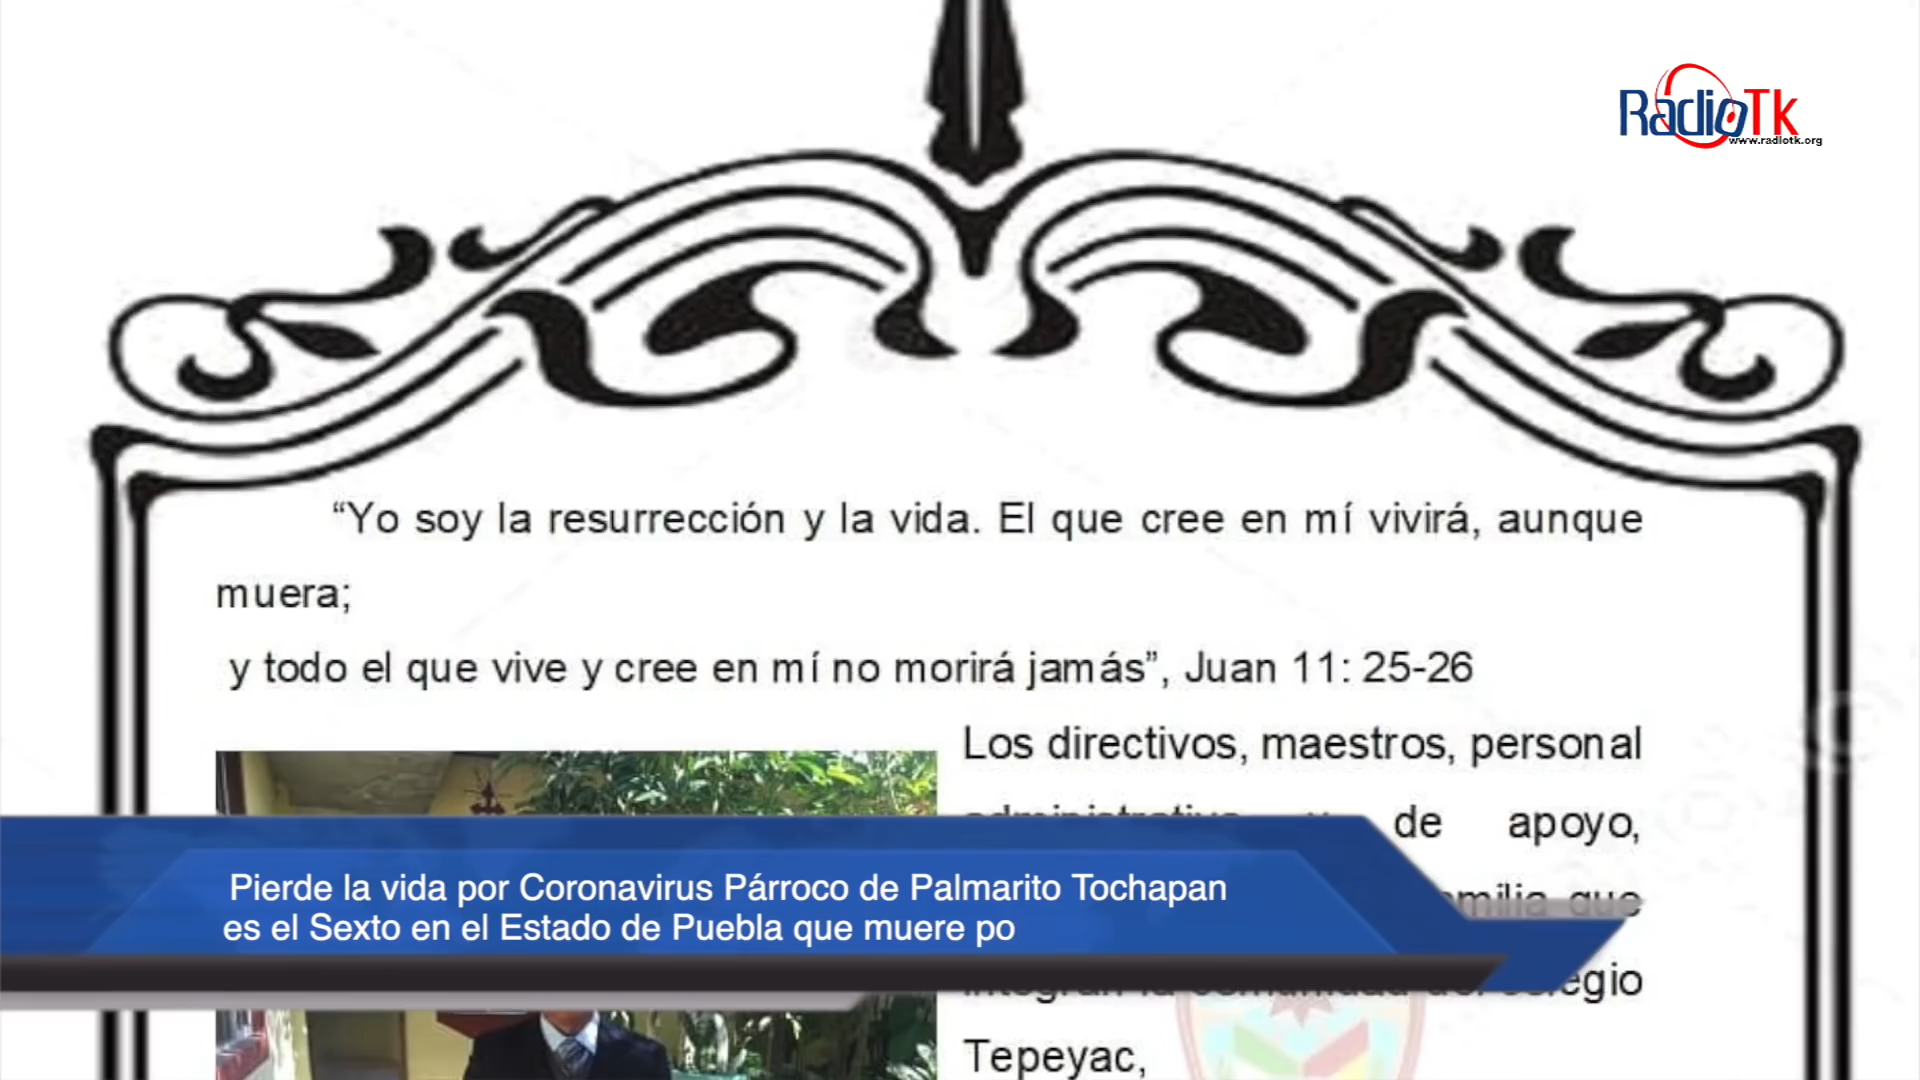 RadioTk
www.radiotk.org
“Yo soy la resurrección y la vida. El que cree en mí vivirá, aunque
muera;
y todo el que vive y cree en mí no morirá jamás”, Juan 11: 25-26
Los directivos, maestros, personal
de apoyo,
que
Tepeyac,
Pierde la vida por Coronavirus Párroco de Palmarito Tochapan
es el Sexto en el Estado de Puebla que muere po